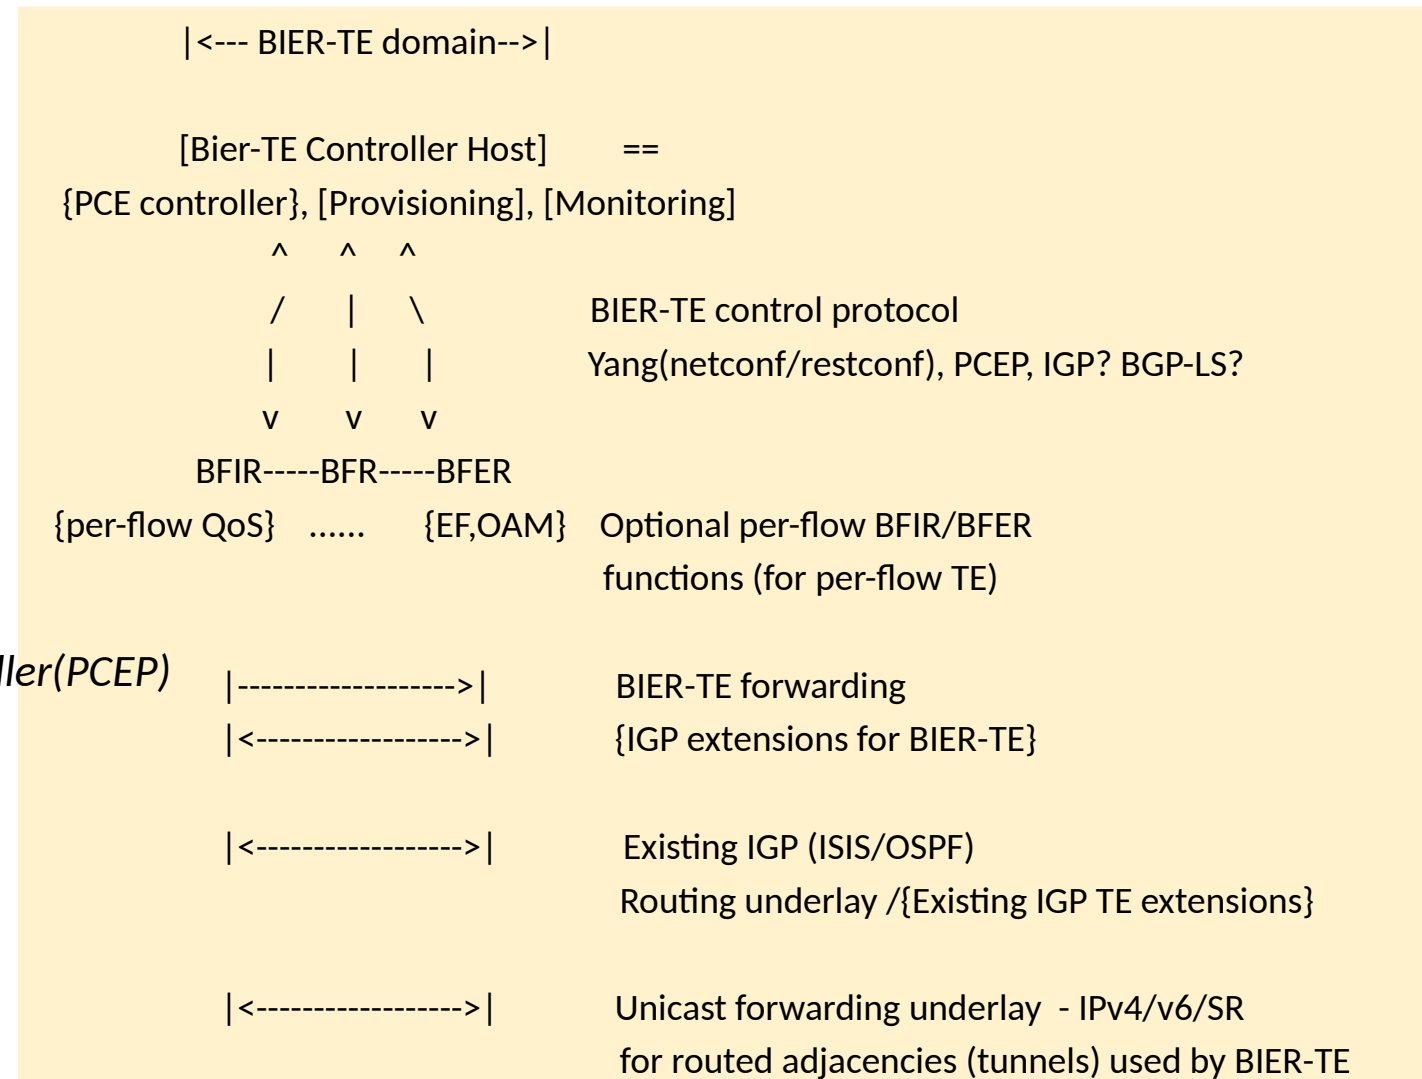 |<--- BIER-TE domain-->|
[Bier-TE Controller Host] ==
{PCE controller}, [Provisioning], [Monitoring]
^ ^ ^
/ | \ BIER-TE control protocol
| | | Yang(netconf/restconf), PCEP, IGP? BGP-LS?
v v v
BFIR-----BFR-----BFER
{per-flow QoS} ...... {EF,OAM} Optional per-flow BFIR/BFER
functions (for per-flow TE)
ller(PCEP)
|------------------->| BIER-TE forwarding
|<------------------>| {IGP extensions for BIER-TE}
|<------------------>| Existing IGP (ISIS/OSPF)
Routing underlay /{Existing IGP TE extensions}
|<------------------>| Unicast forwarding underlay - IPv4/v6/SR
for routed adjacencies (tunnels) used by BIER-TE